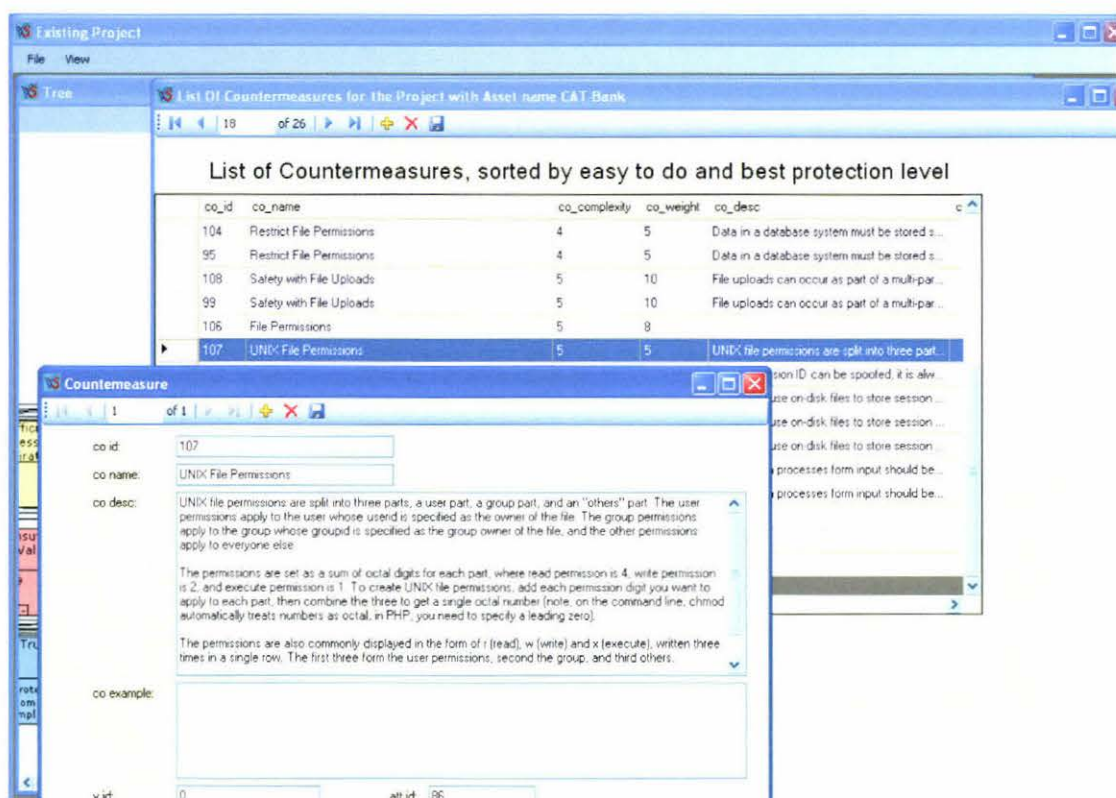 Existing Project
File View
Tree
List Of Countermeasures for the Project with Asset name CAT-Bank
18 of 26
List of Countermeasures, sorted by easy to do and best protection level
co_id co_name co_complexity co_weight co_desc c
104 Restrict File Permissions 4 5 Data in a database system must be stored s...
95 Restrict File Permissions 4 5 Data in a database system must be stored s...
108 Safety with File Uploads 5 10 File uploads can occur as part of a multi-par...
99 Safety with File Uploads 5 10 File uploads can occur as part of a multi-par...
106 File Permissions 5 8
107 UNIX File Permissions 5 5 UNIX file permissions are split into three part...
sion ID can be spoofed, it is alw...
use on-disk files to store session ...
use on-disk files to store session ...
use on-disk files to store session ...
processes form input should be...
processes form input should be...
Countemeasure
1 of 1
co id: 107
co name: UNIX File Permissions
co desc: UNIX file permissions are split into three parts, a user part, a group part, and an "others" part. The user
permissions apply to the user whose userid is specified as the owner of the file. The group permissions
apply to the group whose groupid is specified as the group owner of the file, and the other permissions
apply to everyone else
The permissions are set as a sum of octal digits for each part, where read permission is 4, write permission
is 2, and execute permission is 1. To create UNIX file permissions, add each permission digit you want to
apply to each part, then combine the three to get a single octal number (note, on the command line, chmod
automatically treats numbers as octal, in PHP, you need to specify a leading zero).
The permissions are also commonly displayed in the form of r (read), w (write) and x (execute), written three
times in a single row. The first three form the user permissions, second the group, and third others.
co example:
v id: 0 att id: 86